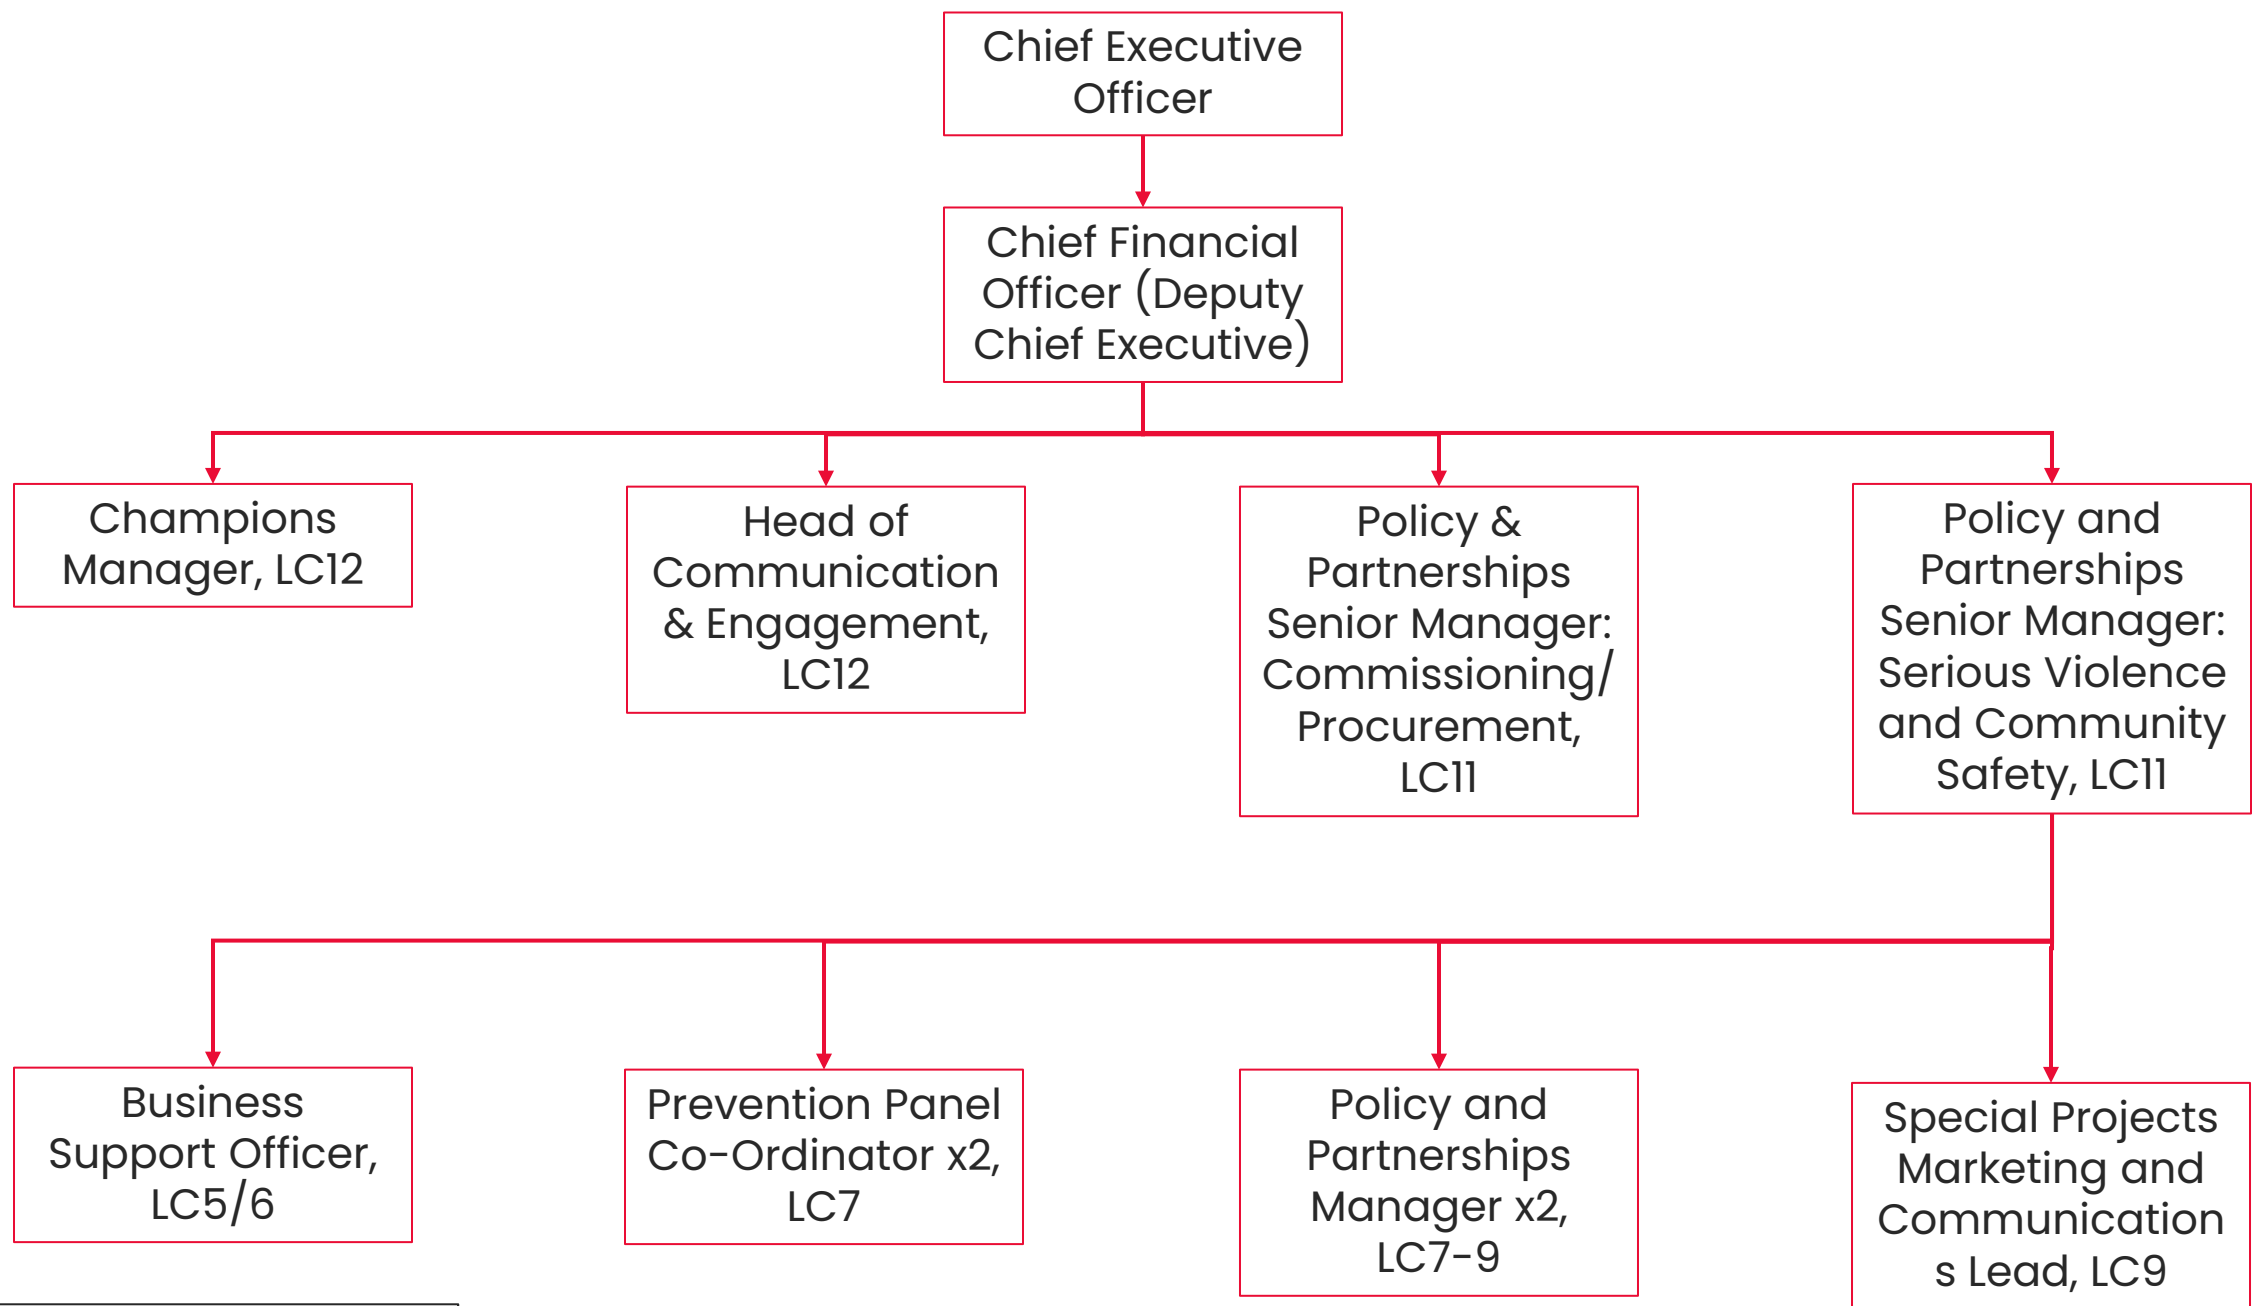 Chief Executive
Officer
Chief Financial
Officer (Deputy
Chief Executive)
Champions
Manager, LC12
Head of
Communication
& Engagement,
LC12
Policy &
Partnerships
Senior Manager:
Commissioning/
Procurement,
LC11
Policy and
Partnerships
Senior Manager:
Serious Violence
and Community
Safety, LC11
Business
Support Officer,
LC5/6
Prevention Panel
Co-Ordinator x2,
LC7
Policy and
Partnerships
Manager x2,
LC7-9
Special Projects
Marketing and
Communication
s Lead, LC9